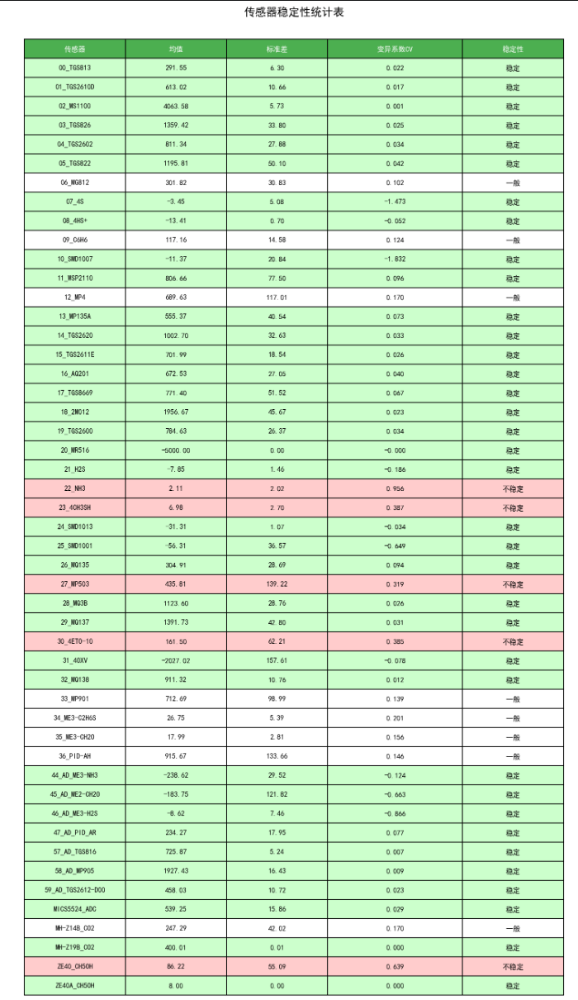 传感器稳定性统计表
传感器 均值 标准差 变异系数CV 稳定性
00_TGS813 291.55 6.30 0.022 稳定
01_TGS2610D 613.02 10.66 0.017 稳定
02_MS1100 4063.58 5.73 0.001 稳定
03_TGS826 1359.42 33.80 0.025 稳定
04_TGS2602 811.34 27.88 0.034 稳定
05_TGS822 1195.81 50.10 0.042 稳定
06_MG812 301.82 30.83 0.102 一般
07_4S -3.45 5.08 -1.473 稳定
08_4HS+ -13.41 0.70 -0.052 稳定
09_C6H6 117.16 14.58 0.124 一般
10_SMD1007 -11.37 20.84 -1.832 稳定
11_WSP2110 806.66 77.50 0.096 稳定
12_MP4 689.63 117.01 0.170 一般
13_MP135A 555.37 40.54 0.073 稳定
14_TGS2620 1002.70 32.63 0.033 稳定
15_TGS2611E 701.99 18.54 0.026 稳定
16_AQ201 672.53 27.05 0.040 稳定
17_TGS8669 771.40 51.52 0.067 稳定
18_2M012 1956.67 45.67 0.023 稳定
19_TGS2600 784.63 26.37 0.034 稳定
20_MR516 -5000.00 0.00 -0.000 稳定
21_H2S -7.85 1.46 -0.186 稳定
22_NH3 2.11 2.02 0.956 不稳定
23_4CH3SH 6.98 2.70 0.387 不稳定
24_SMD1013 -31.31 1.07 -0.034 稳定
25_SMD1001 -56.31 36.57 -0.649 稳定
26_MQ135 304.91 28.69 0.094 稳定
27_MP503 435.81 139.22 0.319 不稳定
28_MQ3B 1123.60 28.76 0.026 稳定
29_MQ137 1391.73 42.80 0.031 稳定
30_4ETO-10 161.50 62.21 0.385 不稳定
31_40XV -2027.02 157.61 -0.078 稳定
32_MQ138 911.32 10.76 0.012 稳定
33_MP901 712.69 98.99 0.139 一般
34_ME3-C2H6S 26.75 5.39 0.201 一般
35_ME3-CH2O 17.99 2.81 0.156 一般
36_PID-AH 915.67 133.66 0.146 一般
44_AD_ME3-NH3 -238.62 29.52 -0.124 稳定
45_AD_ME2-CH2O -183.75 121.82 -0.663 稳定
46_AD_ME3-H2S -8.62 7.46 -0.866 稳定
47_AD_PID_AR 234.27 17.95 0.077 稳定
57_AD_TGS816 725.87 5.24 0.007 稳定
58_AD_MP905 1927.43 16.43 0.009 稳定
59_AD_TGS2612-D00 458.03 10.72 0.023 稳定
MICS5524_ADC 539.25 15.86 0.029 稳定
MH-Z14B_CO2 247.29 42.02 0.170 一般
MH-Z19B_CO2 400.01 0.01 0.000 稳定
ZE40_CH5OH 86.22 55.09 0.639 不稳定
ZE40A_CH5OH 8.00 0.00 0.000 稳定